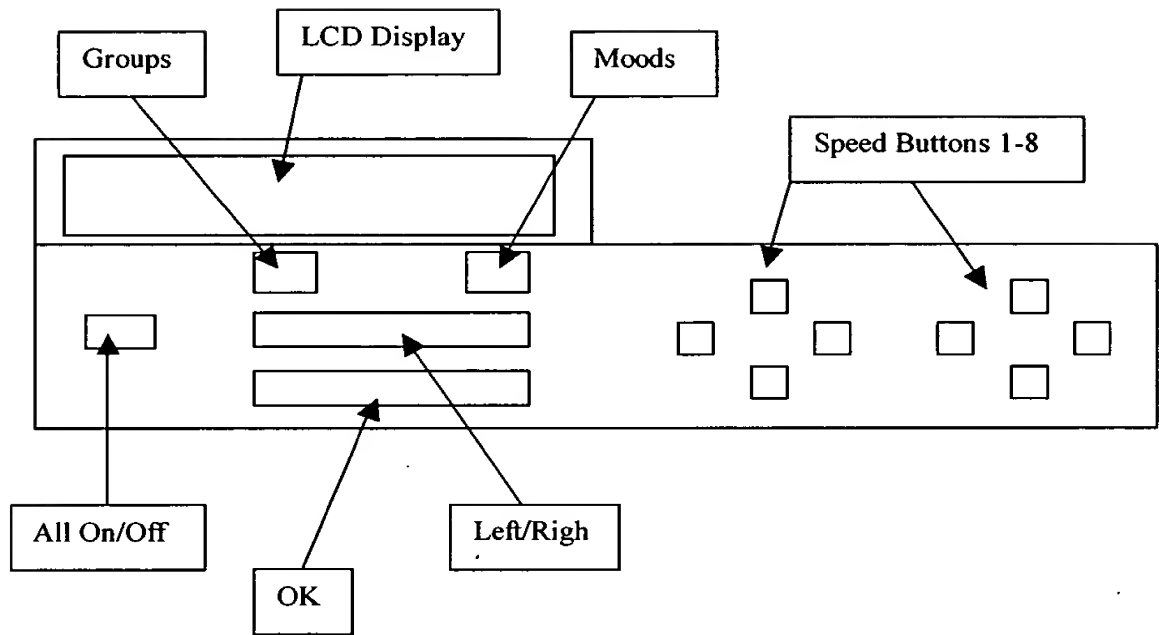 LCD Display
Groups
Moods
Speed Buttons 1-8
All On/Off
Left/Righ
OK